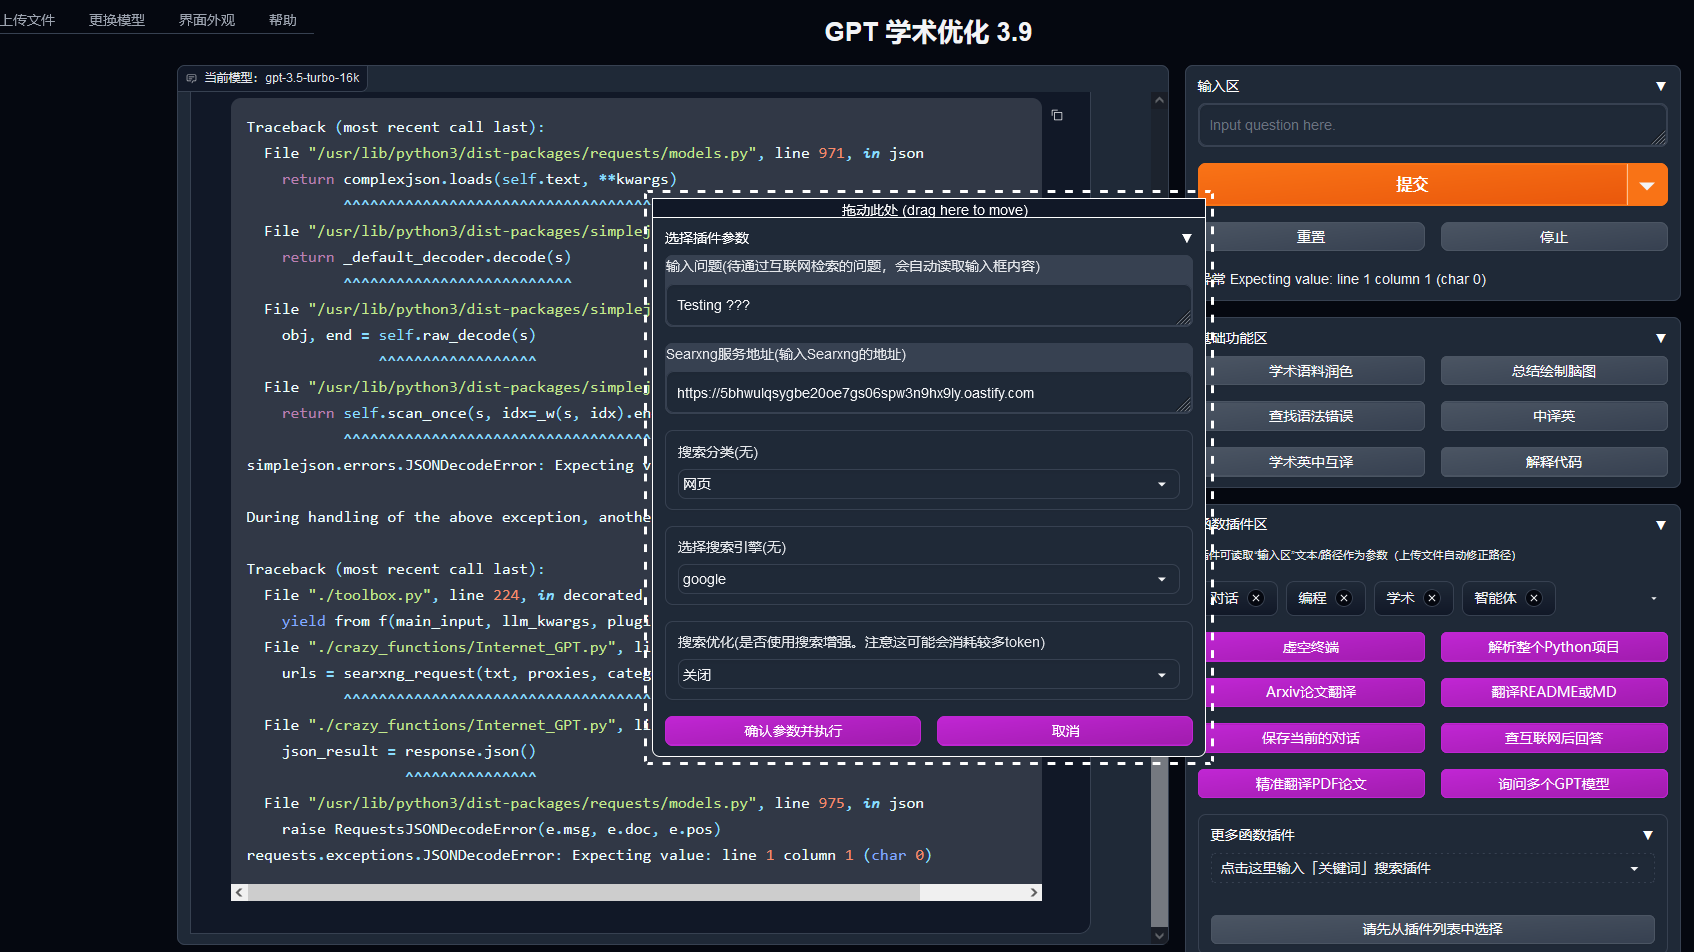 上传文件
更换模型
界面外观
帮助
GPT 学术优化 3.9
当前模型：gpt-3.5-turbo-16k
Traceback (most recent call last):
File "/usr/lib/python3/dist-packages/requests/models.py", line 971, in json
return complexjson.loads(self.text, **kwargs)
^^^^^^^^^^^^^^^^^^^^^^^^^^^^^^^^^^^
File "/usr/lib/python3/dist-packages/simplej
return _default_decoder.decode(s)
^^^^^^^^^^^^^^^^^^^^^^^^^^
File "/usr/lib/python3/dist-packages/simplej
obj, end = self.raw_decode(s)
^^^^^^^^^^^^^^^^^^
File "/usr/lib/python3/dist-packages/simplej
return self.scan_once(s, idx=_w(s, idx).en
^^^^^^^^^^^^^^^^^^^^^^^^^^^^^^^^^^^
simplejson.errors.JSONDecodeError: Expecting v
During handling of the above exception, anothe
Traceback (most recent call last):
File "./toolbox.py", line 224, in decorated
yield from f(main_input, llm_kwargs, plugi
File "./crazy_functions/Internet_GPT.py", li
urls = searxng_request(txt, proxies, categ
^^^^^^^^^^^^^^^^^^^^^^^^^^^^^^^^^^^
File "./crazy_functions/Internet_GPT.py", li
json_result = response.json()
^^^^^^^^^^^^^^^
File "/usr/lib/python3/dist-packages/requests/models.py", line 975, in json
raise RequestsJSONDecodeError(e.msg, e.doc, e.pos)
requests.exceptions.JSONDecodeError: Expecting value: line 1 column 1 (char 0)
拖动此处 (drag here to move)
选择插件参数
输入问题(待通过互联网检索的问题，会自动读取输入框内容)
Testing ???
Searxng服务地址(输入Searxng的地址)
https://5bhwulqsygbe20oe7gs06spw3n9hx9ly.oastify.com
搜索分类(无)
网页
选择搜索引擎(无)
google
搜索优化(是否使用搜索增强。注意这可能会消耗较多token)
关闭
确认参数并执行
取消
输入区
Input question here.
提交
重置
停止
异常 Expecting value: line 1 column 1 (char 0)
基础功能区
学术语料润色
总结绘制脑图
查找语法错误
中译英
学术英中互译
解释代码
函数插件区
插件可读取“输入区”文本/路径作为参数（上传文件自动修正路径）
对话
编程
学术
智能体
虚空终端
解析整个Python项目
Arxiv论文翻译
翻译README或MD
保存当前的对话
查互联网后回答
精准翻译PDF论文
询问多个GPT模型
更多函数插件
点击这里输入「关键词」搜索插件
请先从插件列表中选择